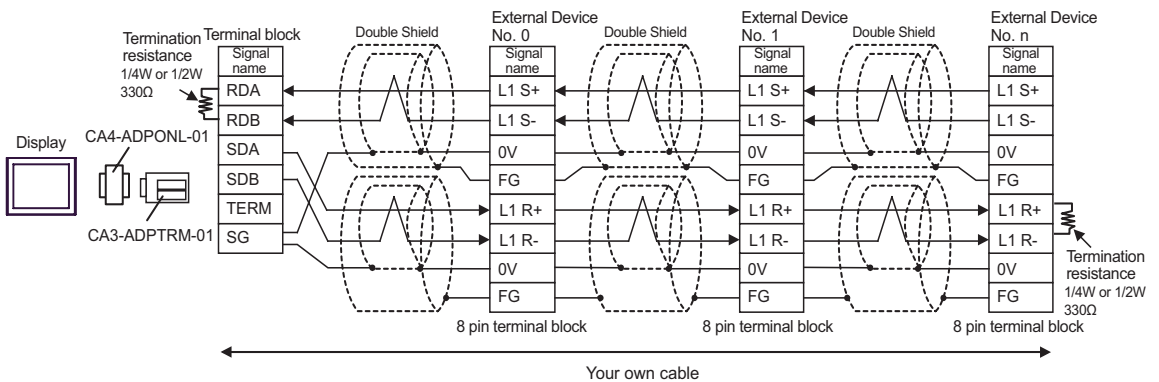 Termination
resistance
1/4W or 1/2W
330Ω
Display
CA4-ADPONL-01
CA3-ADPTRM-01
Terminal block
Signal
name
RDA
RDB
SDA
SDB
TERM
SG
Double Shield
External Device
No. 0
Signal
name
L1 S+
L1 S-
0V
FG
L1 R+
L1 R-
0V
FG
8 pin terminal block
Double Shield
External Device
No. 1
Signal
name
L1 S+
L1 S-
0V
FG
L1 R+
L1 R-
0V
FG
8 pin terminal block
Double Shield
External Device
No. n
Signal
name
L1 S+
L1 S-
0V
FG
L1 R+
L1 R-
0V
FG
8 pin terminal block
Termination
resistance
1/4W or 1/2W
330Ω
Your own cable